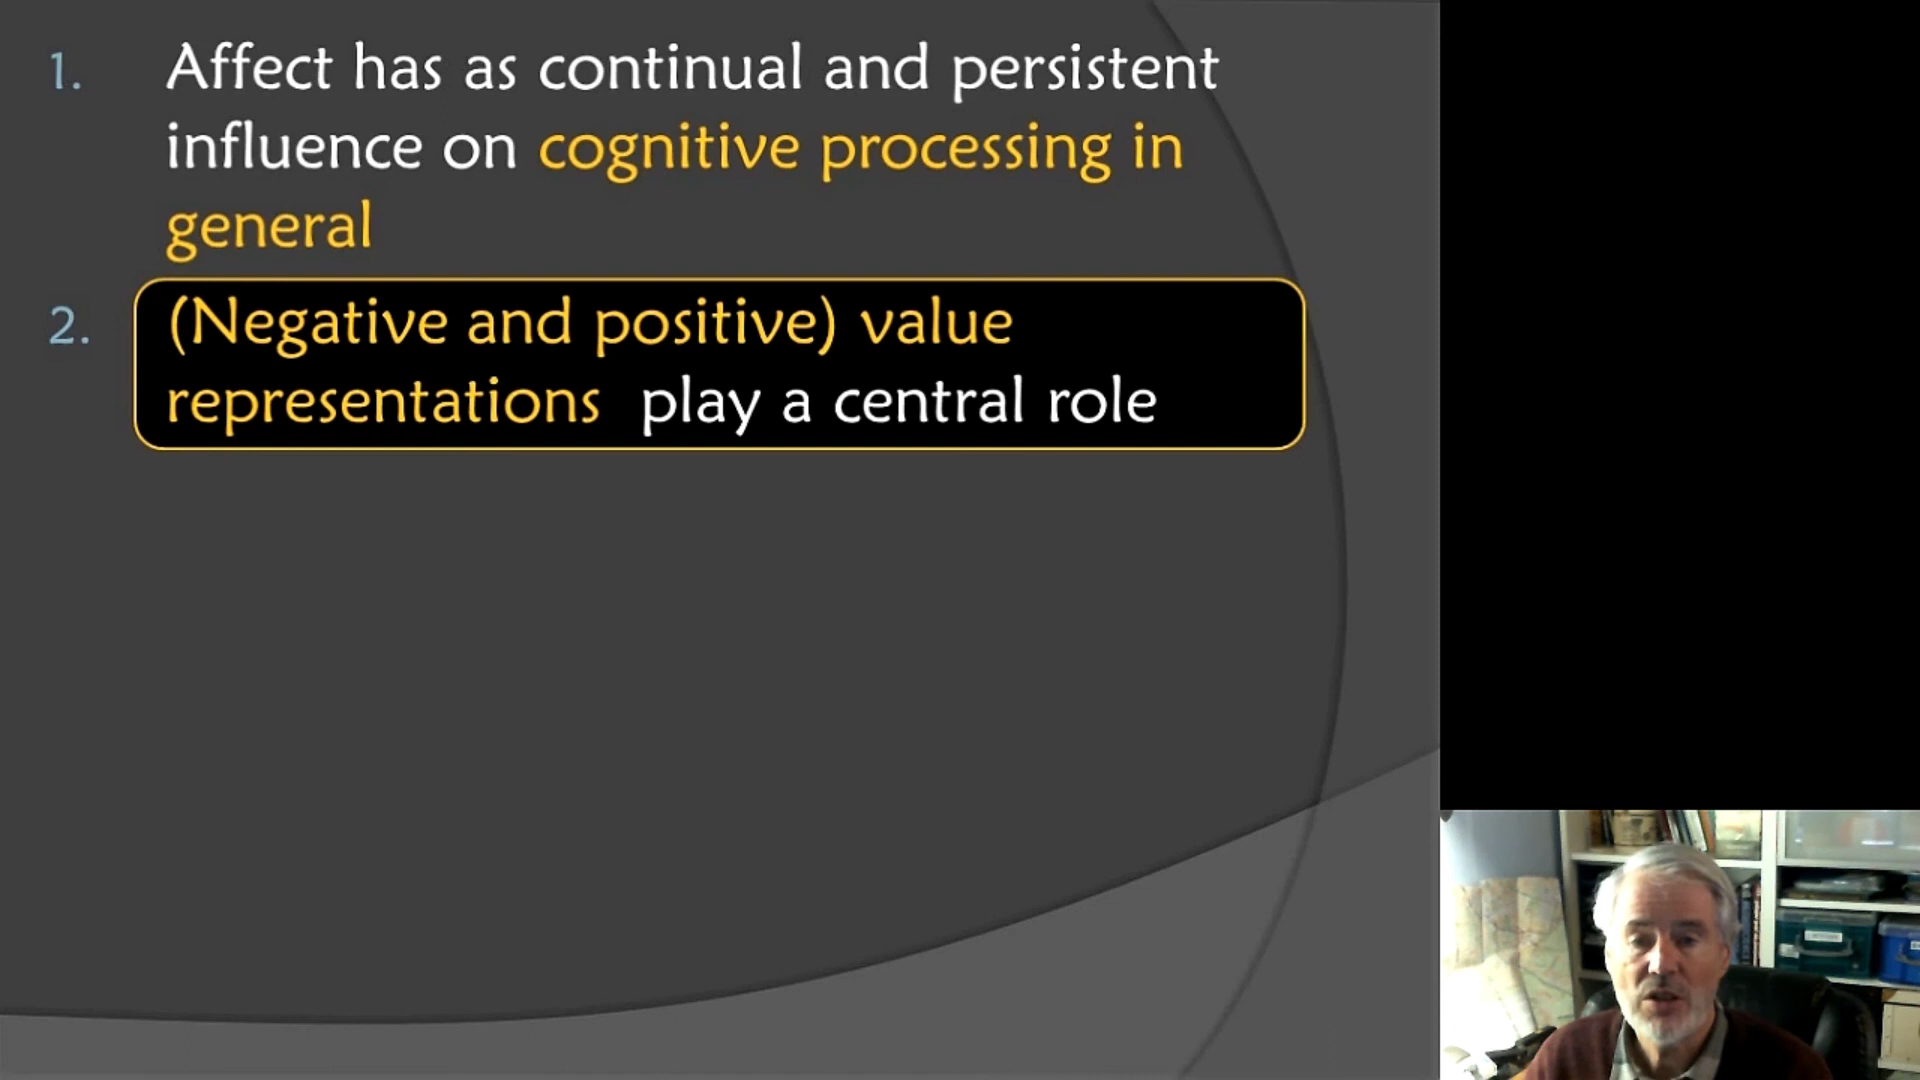 1. Affect has as continual and persistent
influence on cognitive processing in
general
2. (Negative and positive) value
representations play a central role